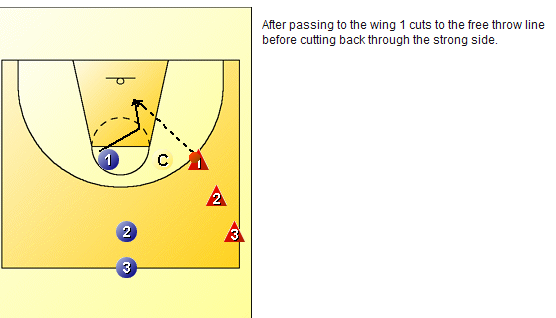 After passing to the wing 1 cuts to the free throw line
before cutting back through the strong side.
1 C 1
2
2 3
3